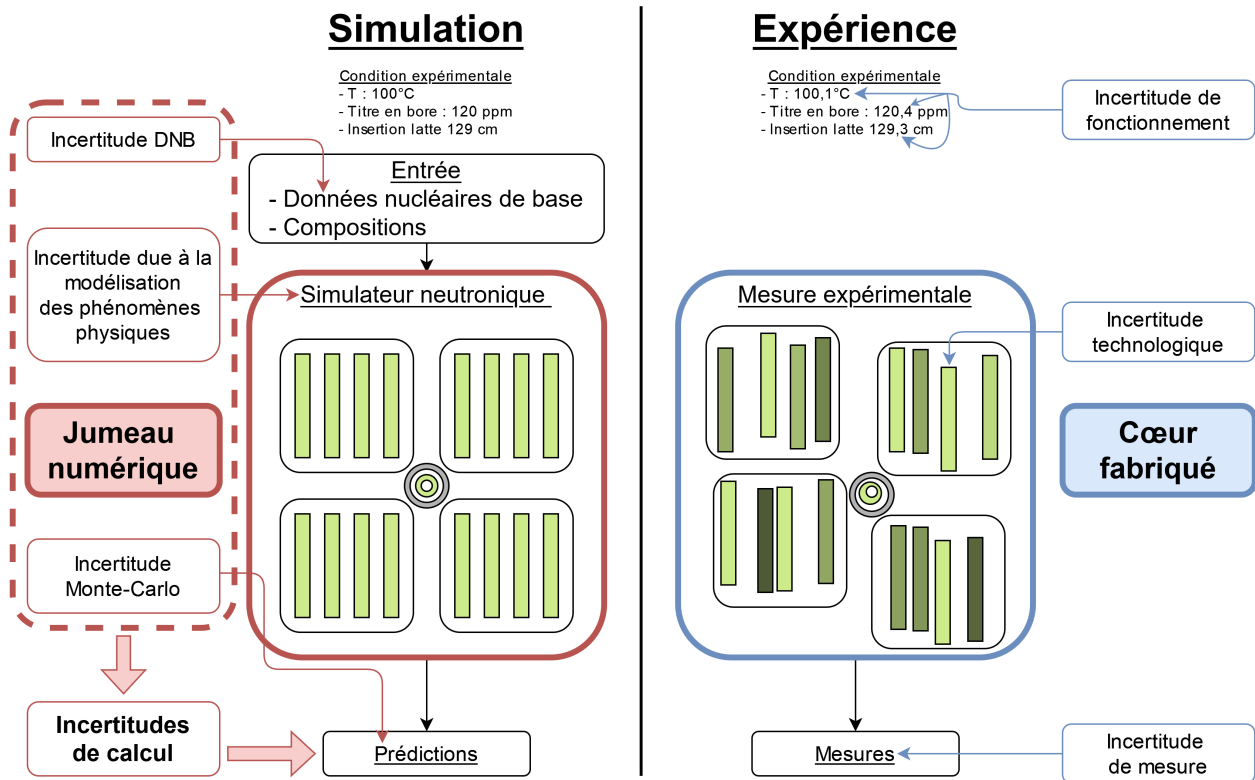 Simulation
Condition expérimentale
- T : 100°C
- Titre en bore : 120 ppm
- Insertion latte 129 cm
Incertitude DNB
Entrée
- Données nucléaires de base
- Compositions
Incertitude due à la
modélisation
des phénomènes
physiques
Simulateur neutronique
Jumeau
numérique
Incertitude
Monte-Carlo
Incertitudes
de calcul
Prédictions
Expérience
Condition expérimentale
- T : 100,1°C
- Titre en bore : 120,4 ppm
- Insertion latte 129,3 cm
Incertitude de
fonctionnement
Mesure expérimentale
Incertitude
technologique
Cœur
fabriqué
Mesures
Incertitude
de mesure